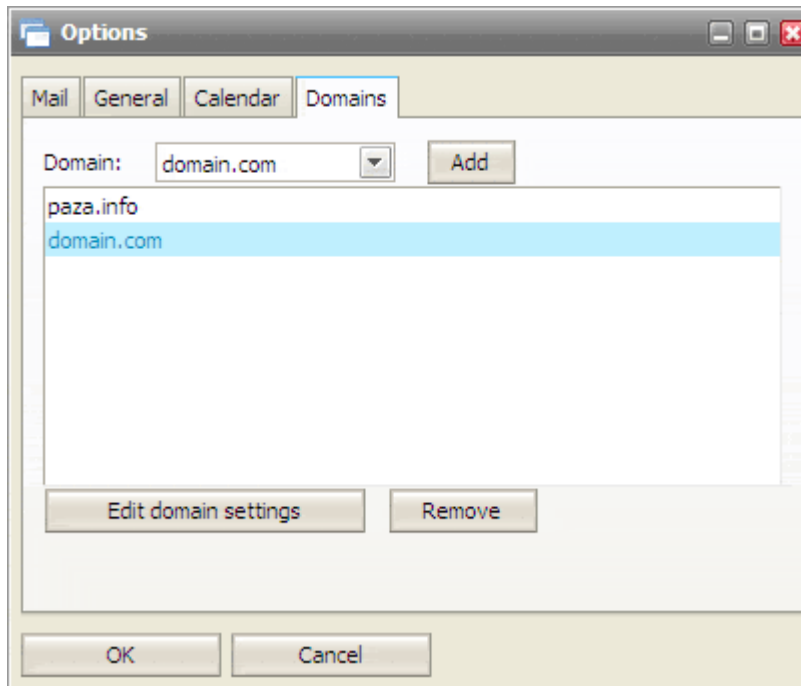 Options
Mail General Calendar Domains
Domain: domain.com Add
paza.info
domain.com
Edit domain settings Remove
OK Cancel